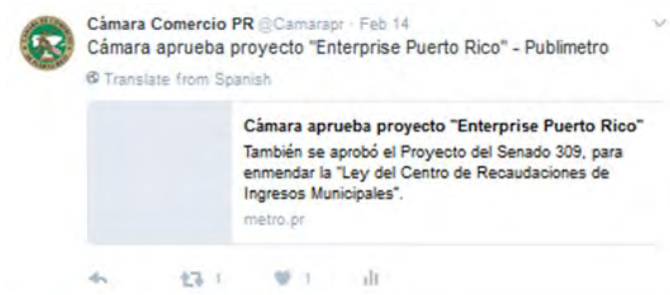 Cámara Comercio PR @Camarapr · Feb 14
Cámara aprueba proyecto "Enterprise Puerto Rico" - Publimetro
Translate from Spanish
Cámara aprueba proyecto "Enterprise Puerto Rico"
También se aprobó el Proyecto del Senado 309, para
enmendar la "Ley del Centro de Recaudaciones de
Ingresos Municipales".
metro.pr
1 1